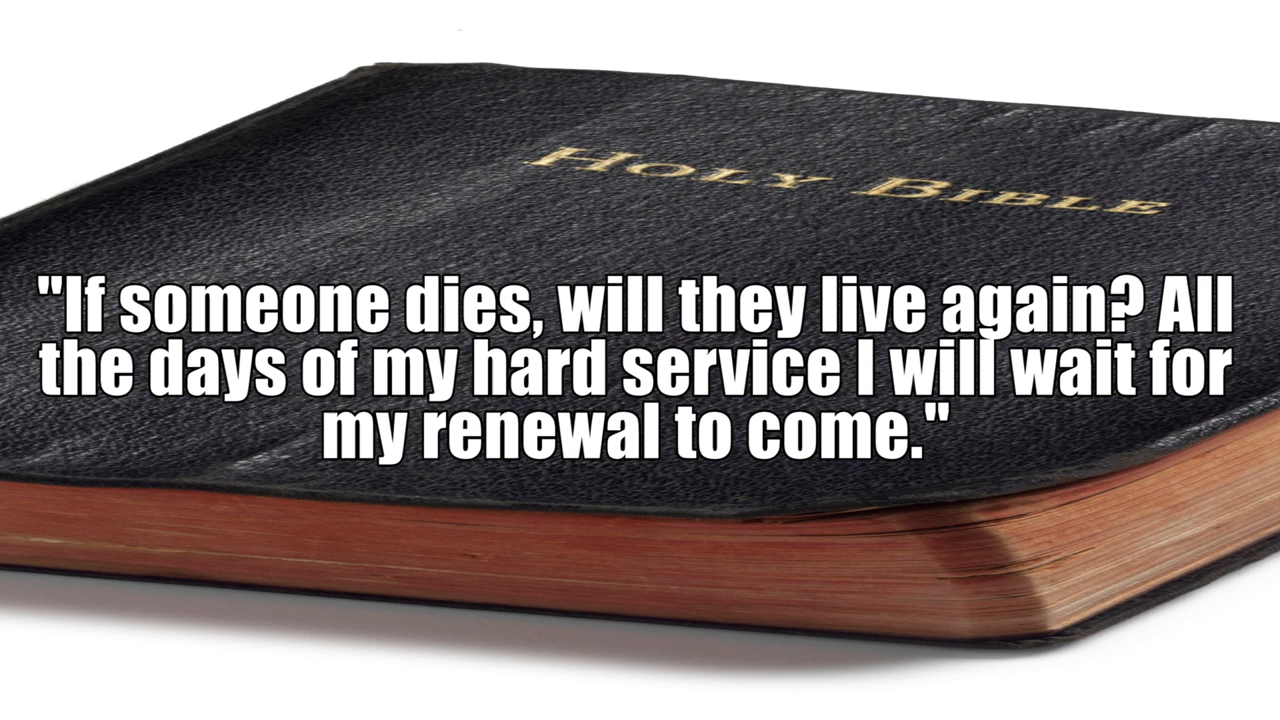 HOLY BIBLE
"If someone dies, will they live again? All
the days of my hard service I will wait for
my renewal to come."